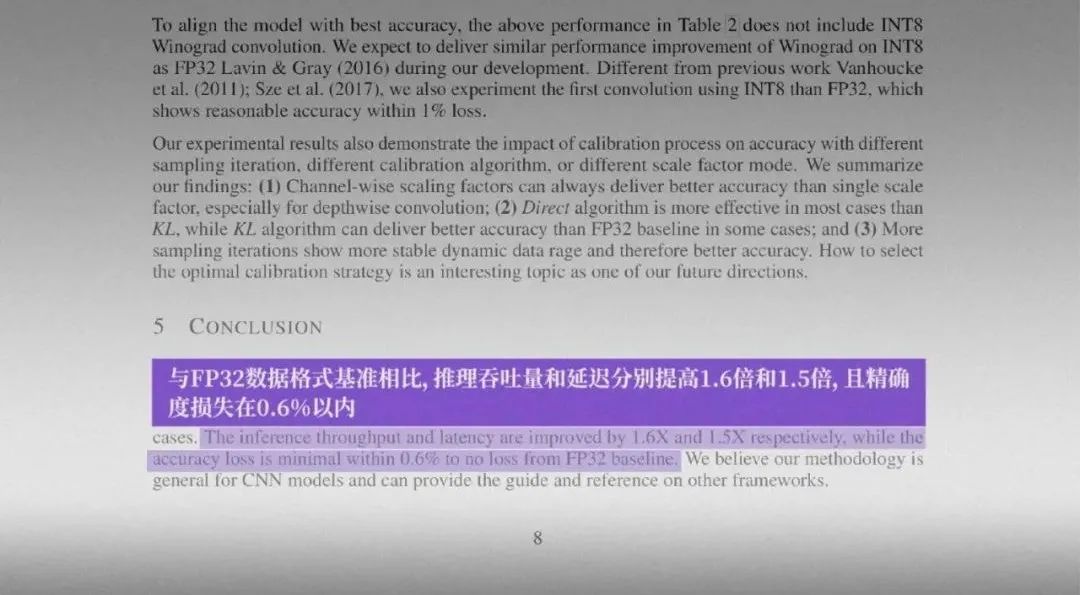 To align the model with best accuracy, the above performance in Table 2 does not include INT8
Winograd convolution. We expect to deliver similar performance improvement of Winograd on INT8
as FP32 Lavin & Gray (2016) during our development. Different from previous work Vanhoucke
et al. (2011); Sze et al. (2017), we also experiment the first convolution using INT8 than FP32, which
shows reasonable accuracy within 1% loss.
Our experimental results also demonstrate the impact of calibration process on accuracy with different
sampling iteration, different calibration algorithm, or different scale factor mode. We summarize
our findings: (1) Channel-wise scaling factors can always deliver better accuracy than single scale
factor, especially for depthwise convolution; (2) Direct algorithm is more effective in most cases than
KL, while KL algorithm can deliver better accuracy than FP32 baseline in some cases; and (3) More
sampling iterations show more stable dynamic data rage and therefore better accuracy. How to select
the optimal calibration strategy is an interesting topic as one of our future directions.
5 CONCLUSION
与FP32数据格式基准相比, 推理吞吐量和延迟分别提高1.6倍和1.5倍, 且精确
度损失在0.6%以内
cases. The inference throughput and latency are improved by 1.6X and 1.5X respectively, while the
accuracy loss is minimal within 0.6% to no loss from FP32 baseline. We believe our methodology is
general for CNN models and can provide the guide and reference on other frameworks.
8